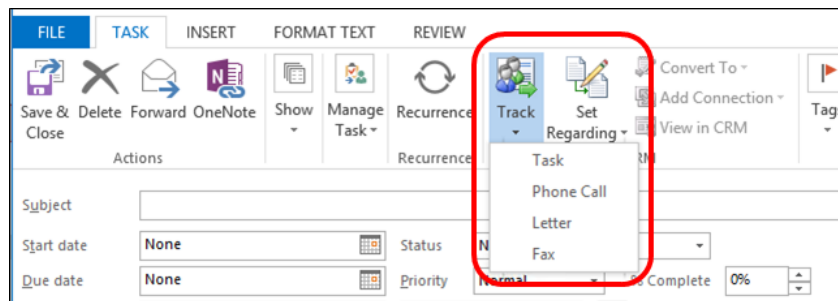 FILE TASK INSERT FORMAT TEXT REVIEW
Save & Close
Delete
Forward
OneNote
Show
Manage Task
Recurrence
Track
Set Regarding
Convert To
Add Connection
View in CRM
Actions
Recurrence
Task
Phone Call
Letter
Fax
Subject
Start date None Status
Due date None Priority Normal % Complete 0%